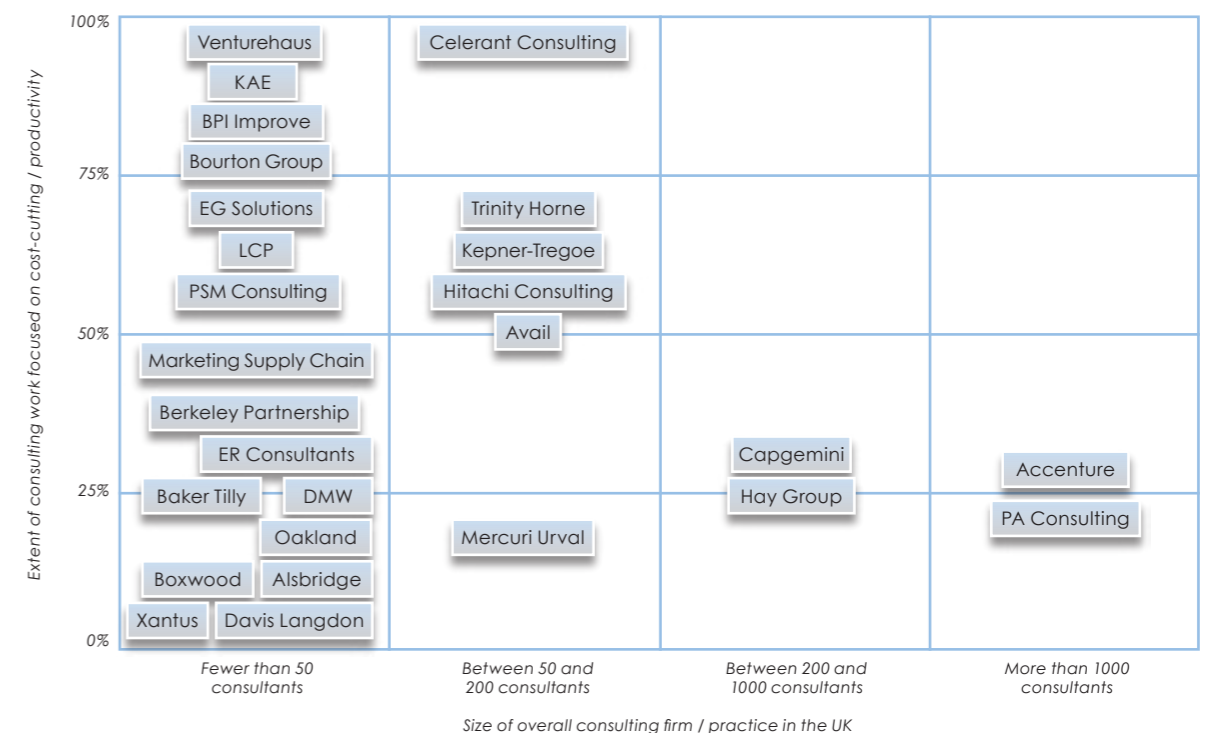 100%
Venturehaus
Celerant Consulting
KAE
BPI Improve
Bourton Group
75%
EG Solutions
Trinity Horne
LCP
Kepner-Tregoe
PSM Consulting
Hitachi Consulting
50%
Avail
Marketing Supply Chain
Berkeley Partnership
ER Consultants
Capgemini
Accenture
25%
Baker Tilly
DMW
Hay Group
PA Consulting
Oakland
Mercuri Urval
Boxwood
Alsbridge
Xantus
Davis Langdon
0%
Extent of consulting work focused on cost-cutting / productivity
Fewer than 50
consultants
Between 50 and
200 consultants
Between 200 and
1000 consultants
More than 1000
consultants
Size of overall consulting firm / practice in the UK